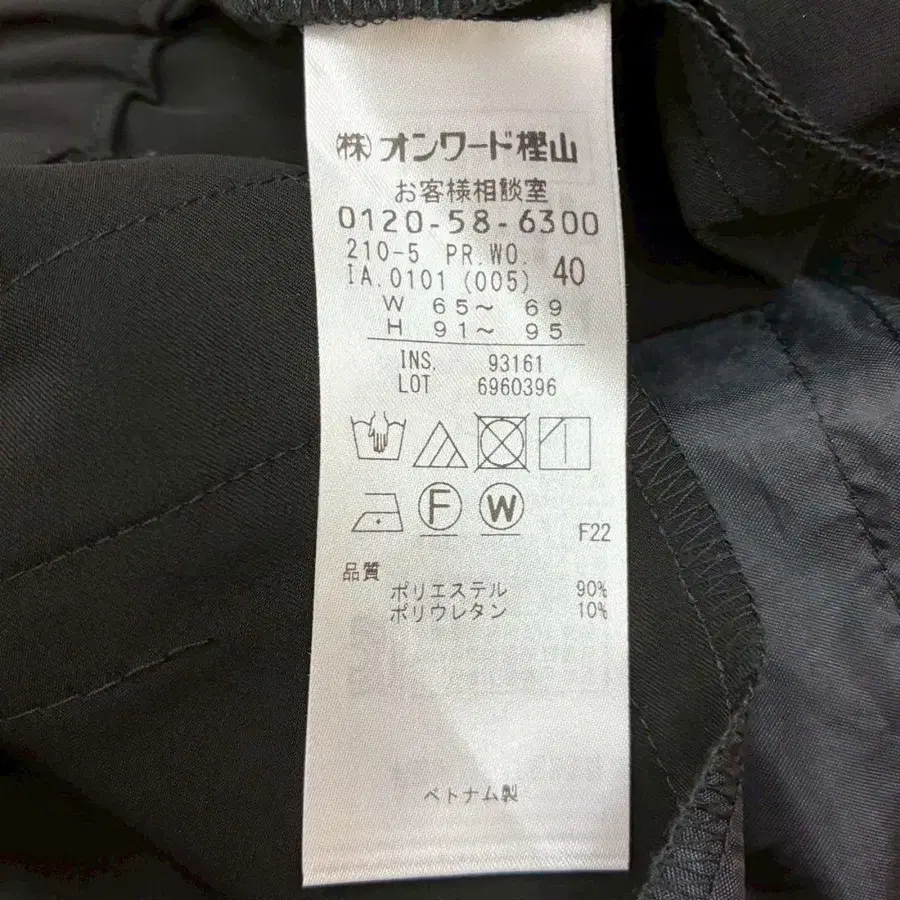 (株)オンワード樫山
お客様相談室
0120-58-6300
210-5 PR.WO. 40
IA.0101 (005)
W 65〜 69
H 91〜 95
INS. 93161
LOT 6960396
F W
F22
品質
ポリエステル 90%
ポリウレタン 10%
ベトナム製